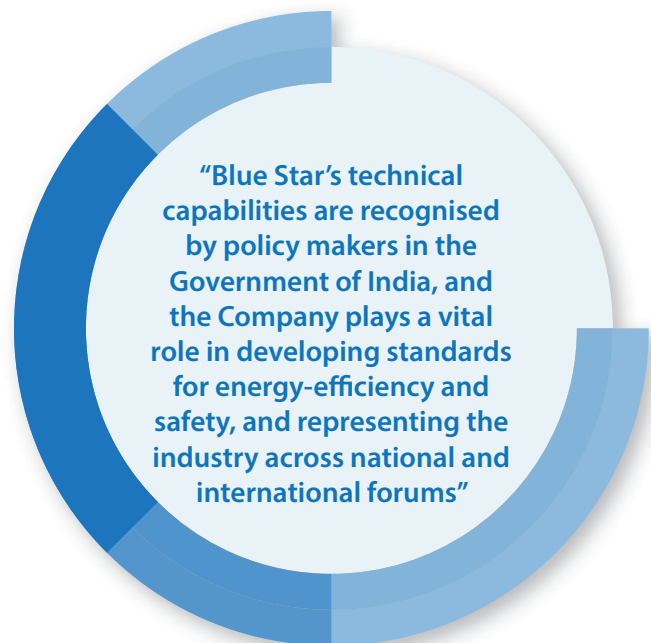 “Blue Star’s technical
capabilities are recognised
by policy makers in the
Government of India, and
the Company plays a vital
role in developing standards
for energy-efficiency and
safety, and representing the
industry across national and
international forums”